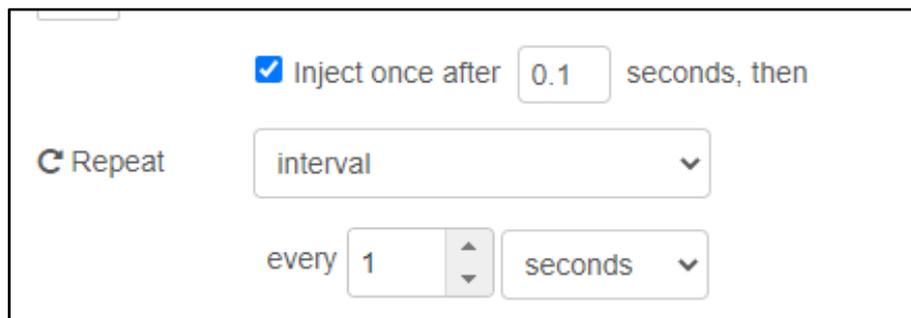 Inject once after 0.1 seconds, then
Repeat interval
every 1 seconds